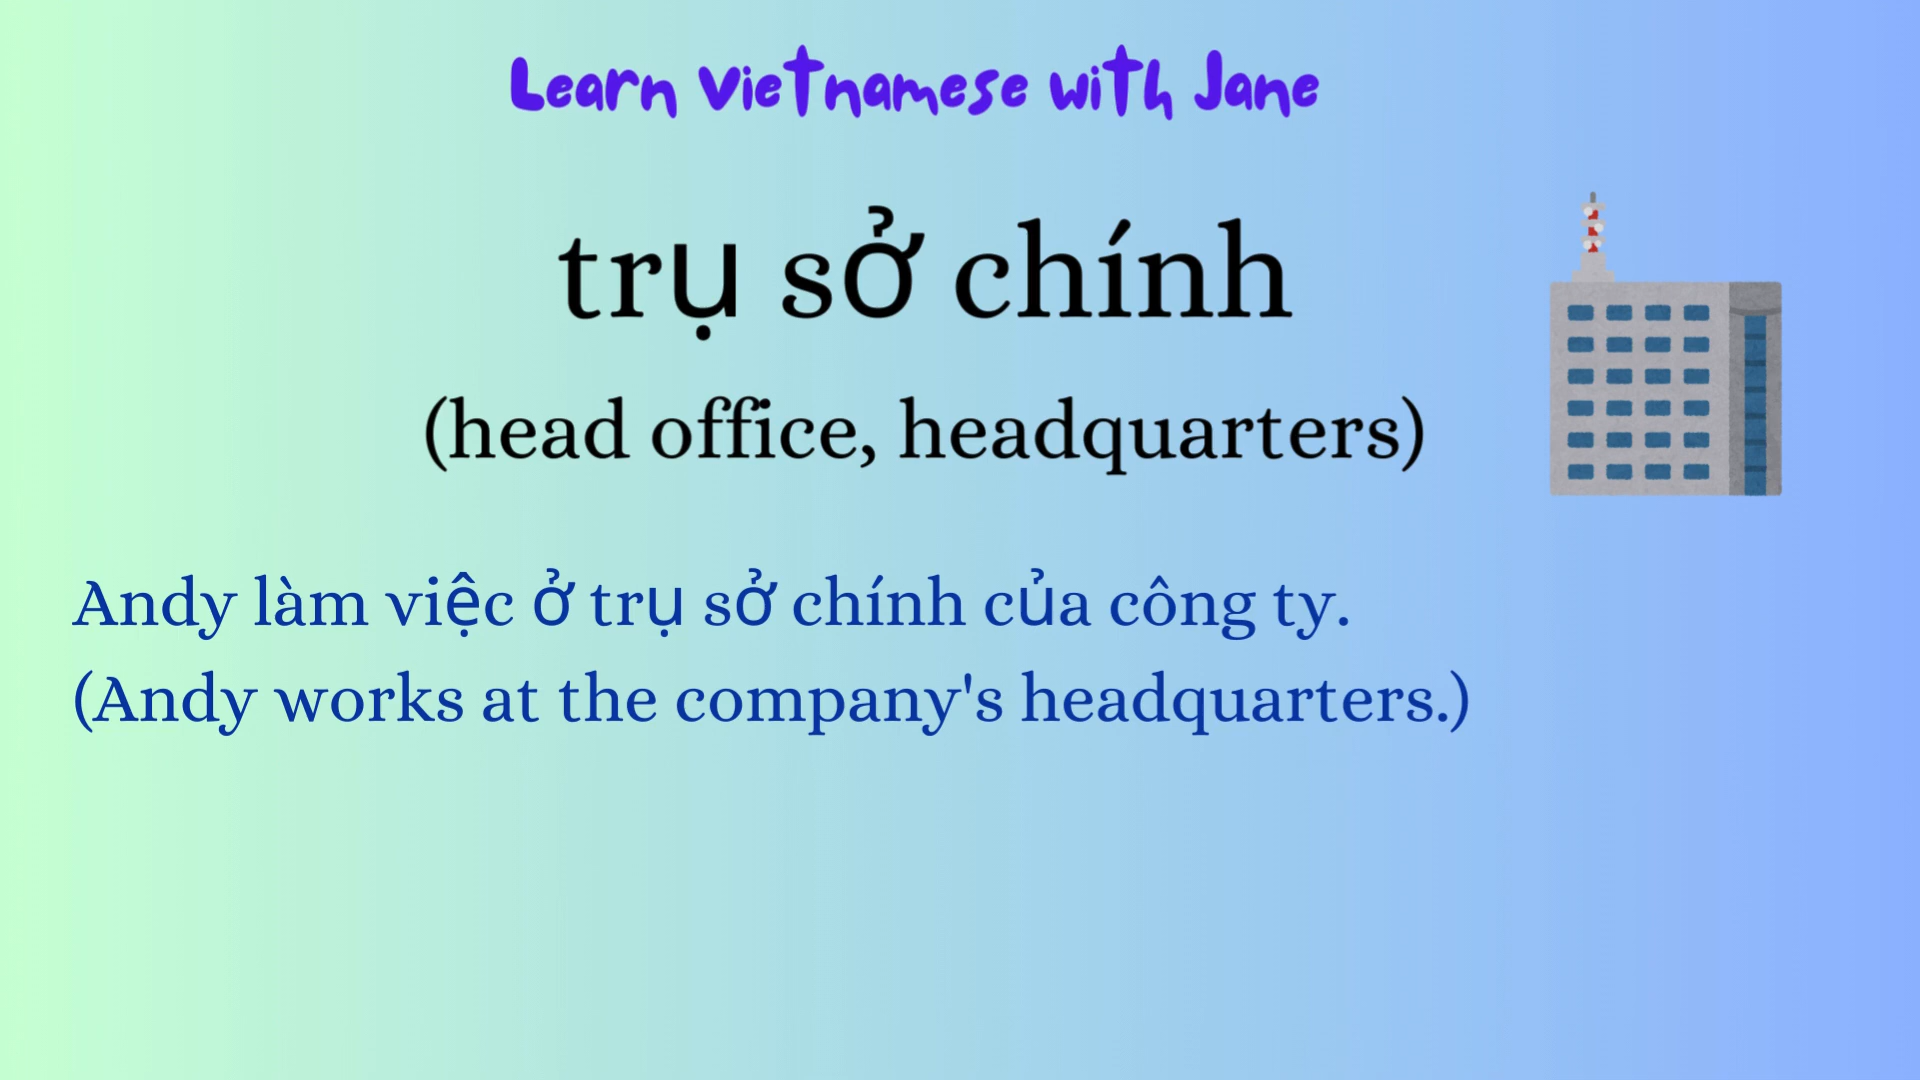 Learn Vietnamese with Jane
trụ sở chính
(head office, headquarters)
Andy làm việc ở trụ sở chính của công ty.
(Andy works at the company's headquarters.)